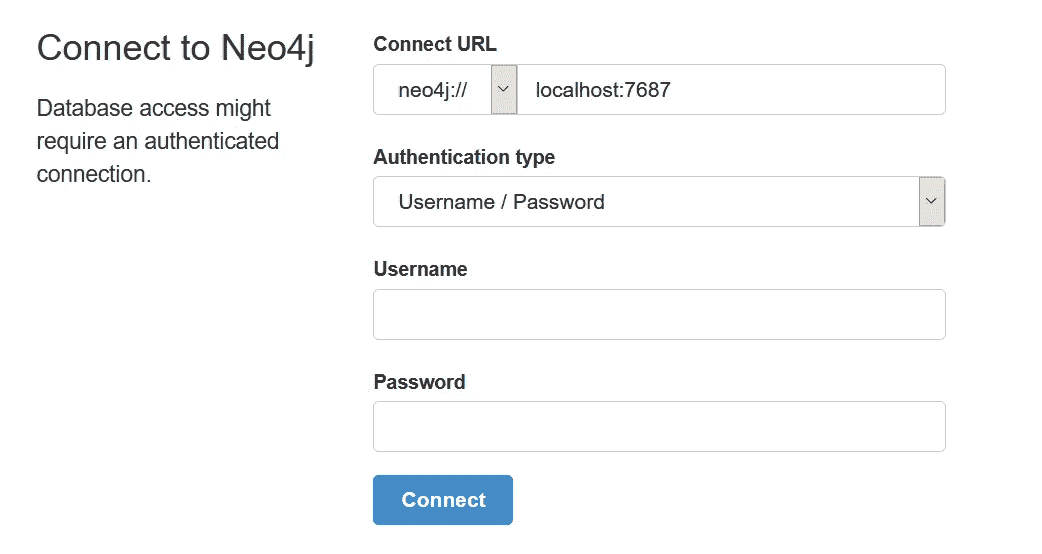 Connect to Neo4j
Database access might
require an authenticated
connection.
Connect URL
neo4j://
localhost:7687
Authentication type
Username / Password
Username
Password
Connect